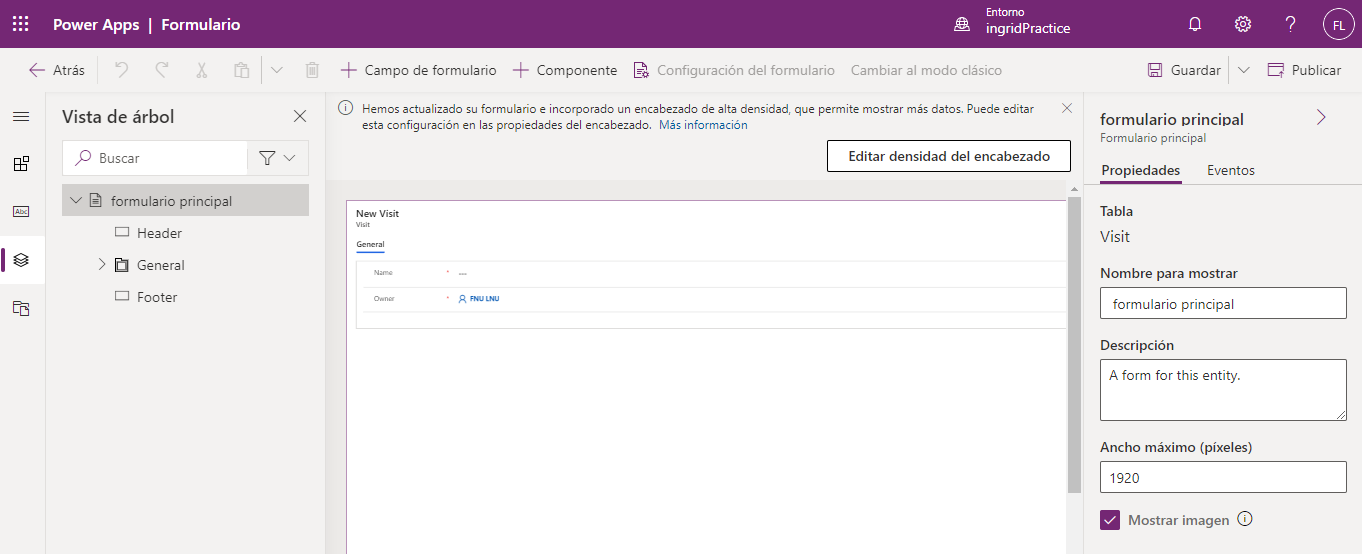 Power Apps | Formulario
Entorno
ingridPractice
FL
Atrás
Campo de formulario
Componente
Configuración del formulario
Cambiar al modo clásico
Guardar
Publicar
Vista de árbol
Buscar
formulario principal
Header
General
Footer
Abc
Hemos actualizado su formulario e incorporado un encabezado de alta densidad, que permite mostrar más datos. Puede editar
esta configuración en las propiedades del encabezado. Más información
Editar densidad del encabezado
New Visit
Visit
General
Name * ---
Owner * FNU LNU
formulario principal
Formulario principal
Propiedades
Eventos
Tabla
Visit
Nombre para mostrar
formulario principal
Descripción
A form for this entity.
Ancho máximo (píxeles)
1920
Mostrar imagen